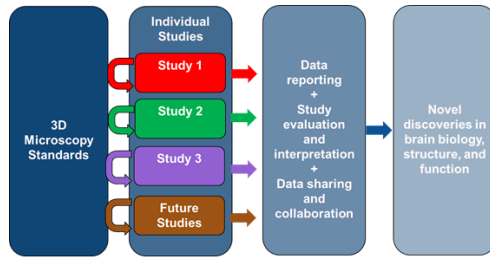 3D
Microscopy
Standards
Individual
Studies
Study 1
Study 2
Study 3
Future
Studies
Data
reporting
+
Study
evaluation
and
interpretation
+
Data sharing
and
collaboration
Novel
discoveries in
brain biology,
structure, and
function